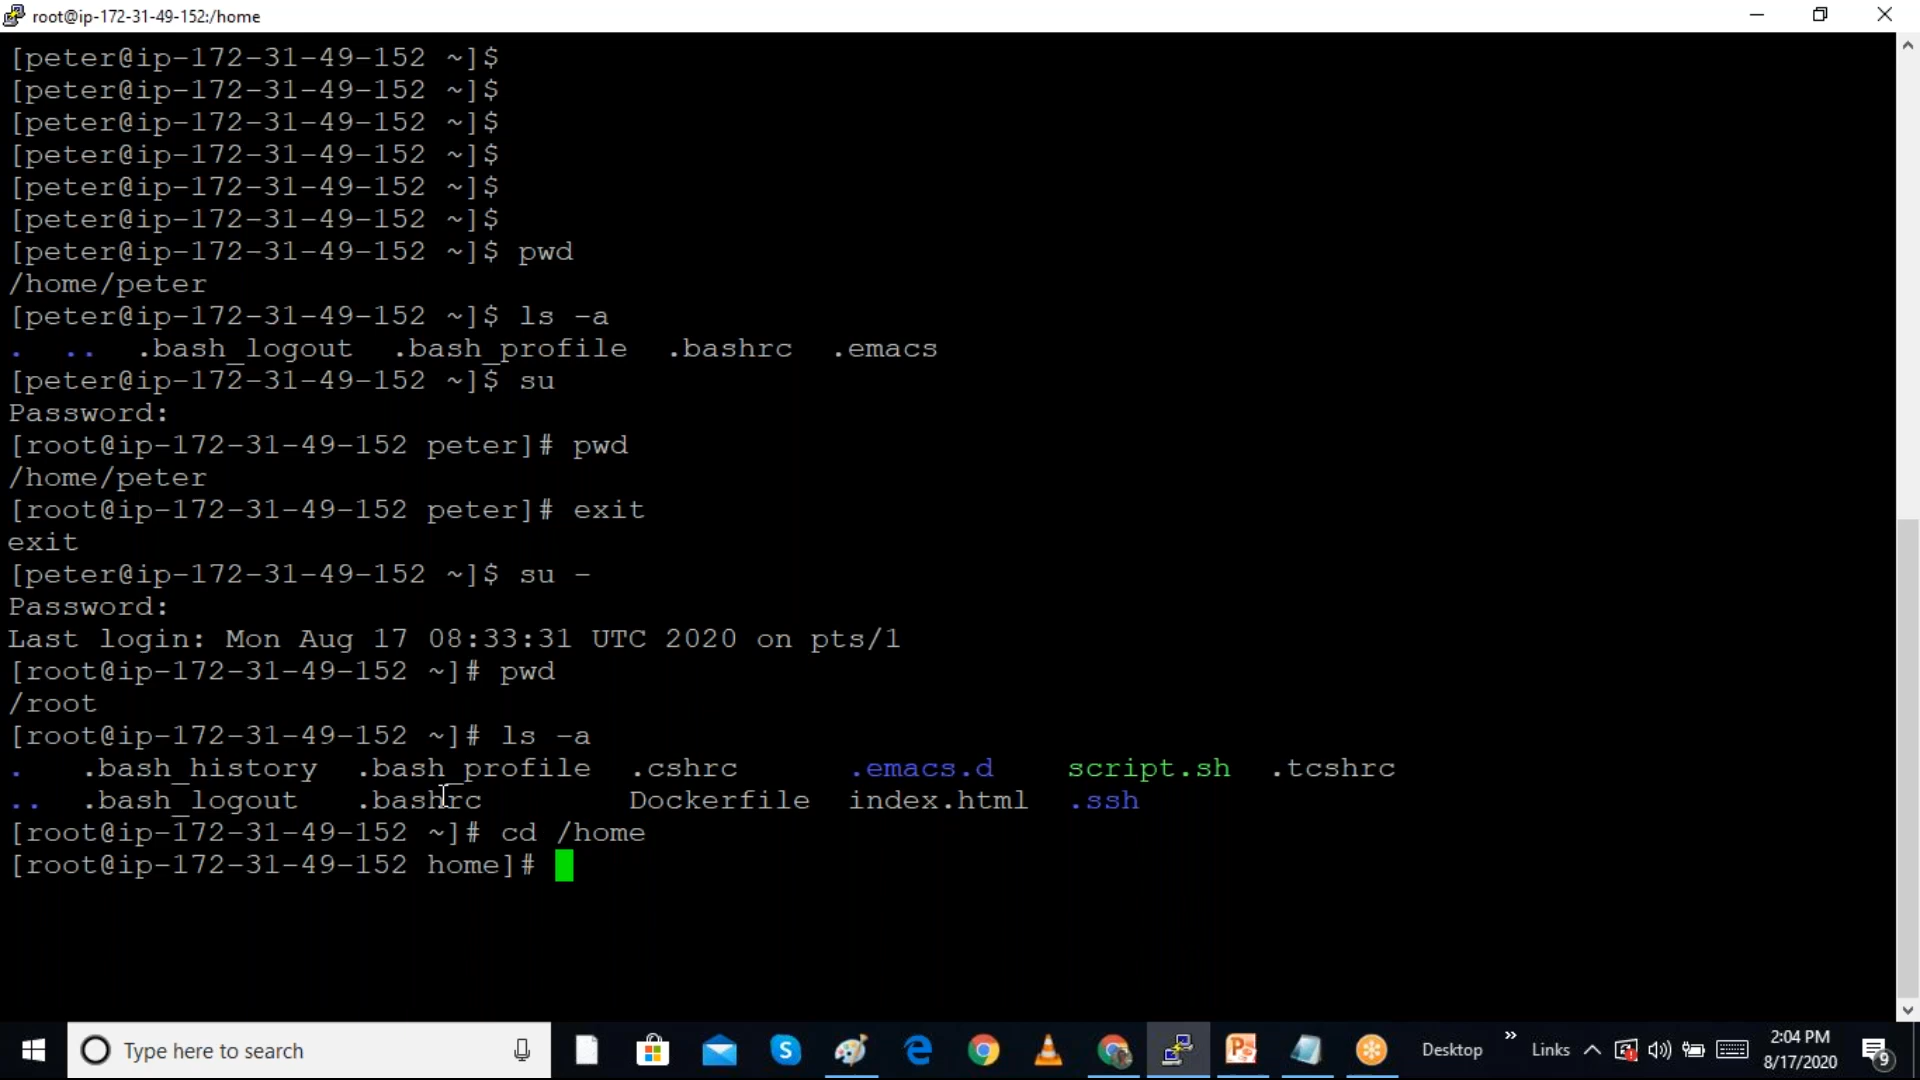 root@ip-172-31-49-152:/home
[peter@ip-172-31-49-152 ~]$
[peter@ip-172-31-49-152 ~]$
[peter@ip-172-31-49-152 ~]$
[peter@ip-172-31-49-152 ~]$
[peter@ip-172-31-49-152 ~]$
[peter@ip-172-31-49-152 ~]$
[peter@ip-172-31-49-152 ~]$ pwd
/home/peter
[peter@ip-172-31-49-152 ~]$ ls -a
.  ..  .bash_logout  .bash_profile  .bashrc  .emacs
[peter@ip-172-31-49-152 ~]$ su
Password:
[root@ip-172-31-49-152 peter]# pwd
/home/peter
[root@ip-172-31-49-152 peter]# exit
exit
[peter@ip-172-31-49-152 ~]$ su -
Password:
Last login: Mon Aug 17 08:33:31 UTC 2020 on pts/1
[root@ip-172-31-49-152 ~]# pwd
/root
[root@ip-172-31-49-152 ~]# ls -a
.   .bash_history  .bash_profile  .cshrc      .emacs.d    script.sh  .tcshrc
..  .bash_logout   .bashrc        Dockerfile  index.html  .ssh
[root@ip-172-31-49-152 ~]# cd /home
[root@ip-172-31-49-152 home]#
Type here to search
Desktop
Links
2:04 PM
8/17/2020
9